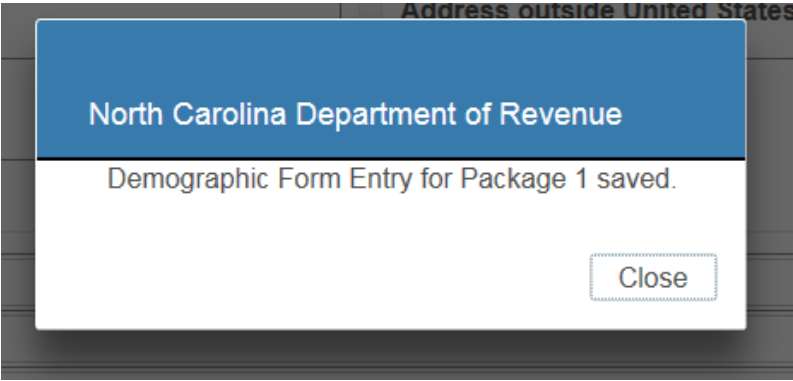 Address outside United States
North Carolina Department of Revenue
Demographic Form Entry for Package 1 saved.
Close